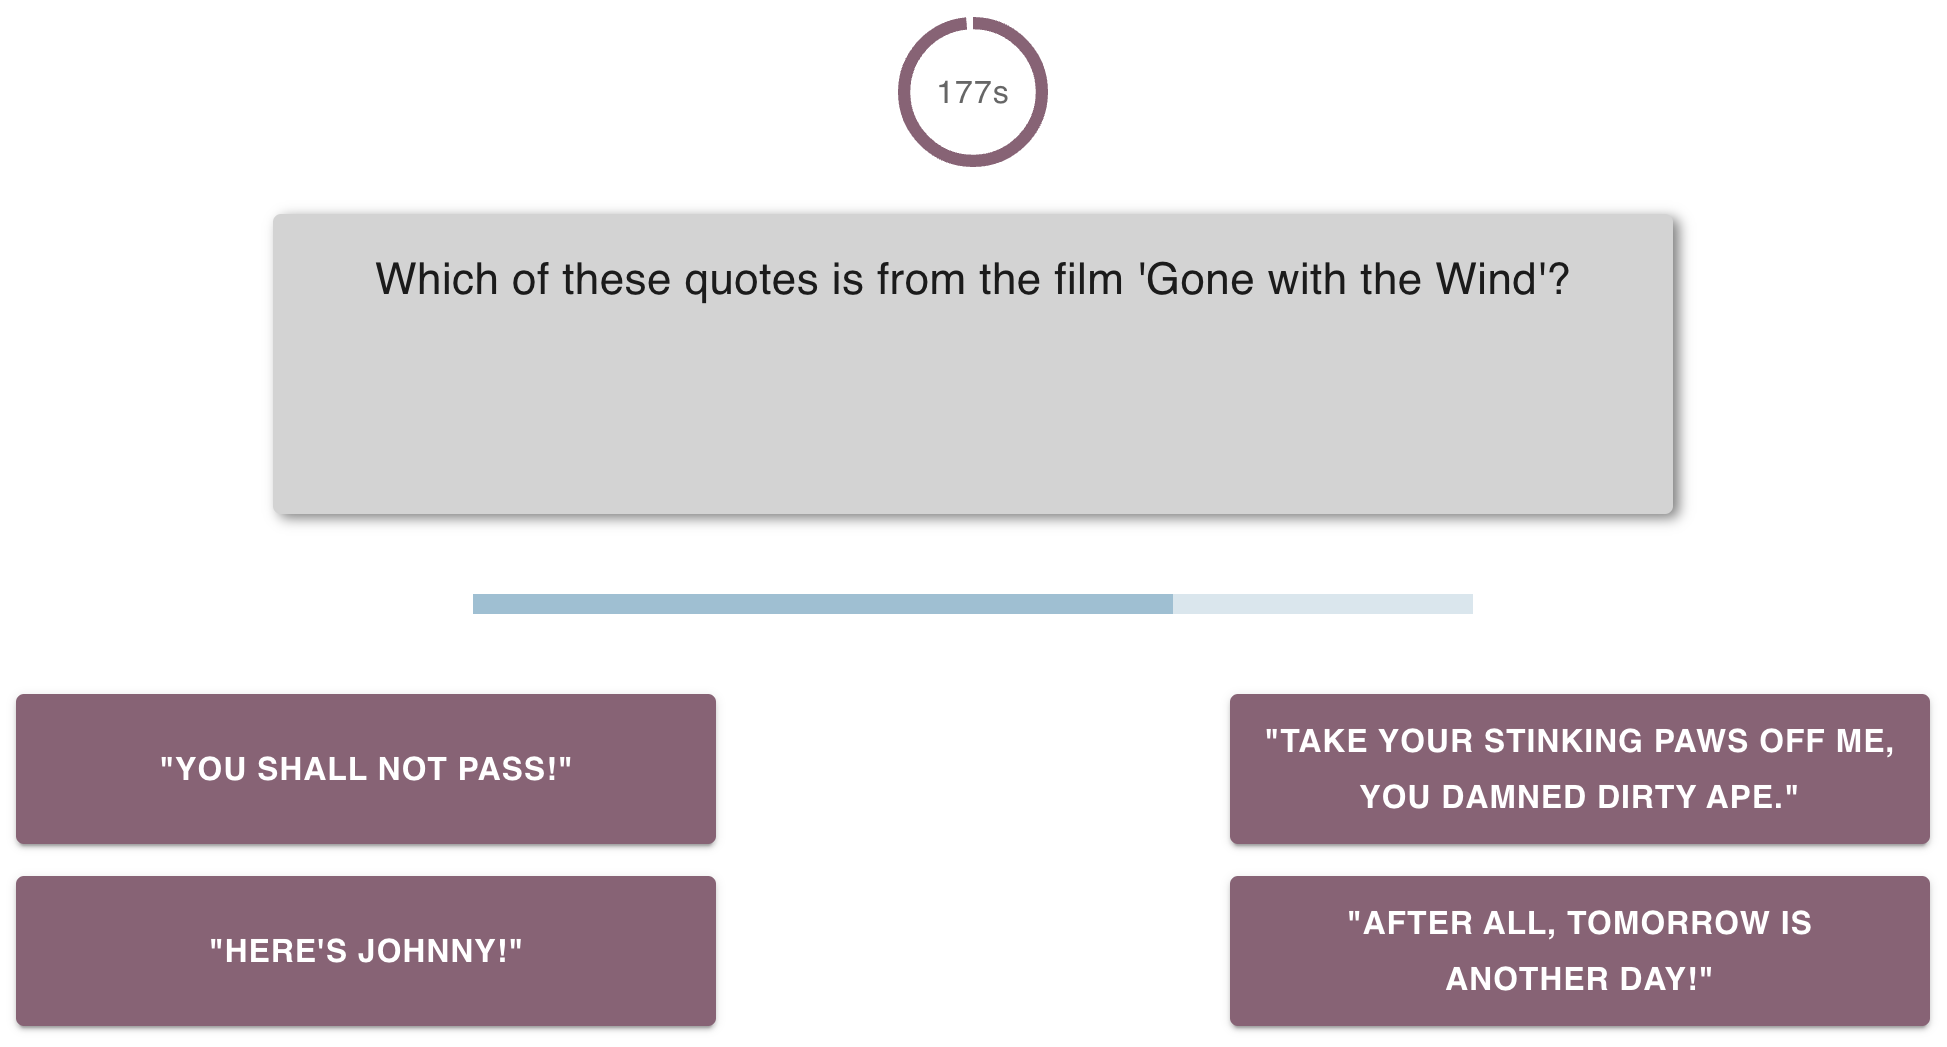 177s
Which of these quotes is from the film 'Gone with the Wind'?
"YOU SHALL NOT PASS!"
"TAKE YOUR STINKING PAWS OFF ME,
YOU DAMNED DIRTY APE."
"HERE'S JOHNNY!"
"AFTER ALL, TOMORROW IS
ANOTHER DAY!"